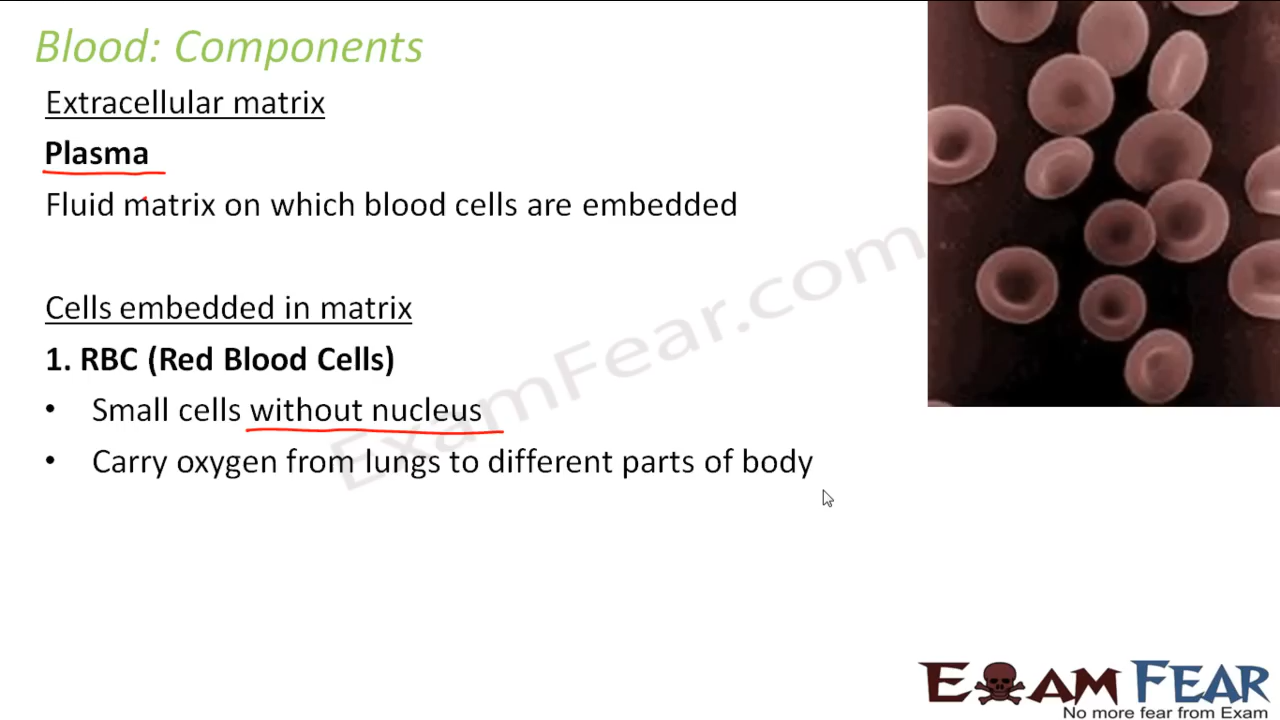 Blood: Components
Extracellular matrix
Plasma
Fluid matrix on which blood cells are embedded
Cells embedded in matrix
1. RBC (Red Blood Cells)
• Small cells without nucleus
• Carry oxygen from lungs to different parts of body
ExamFear.com
EXAM FEAR
No more fear from Exam